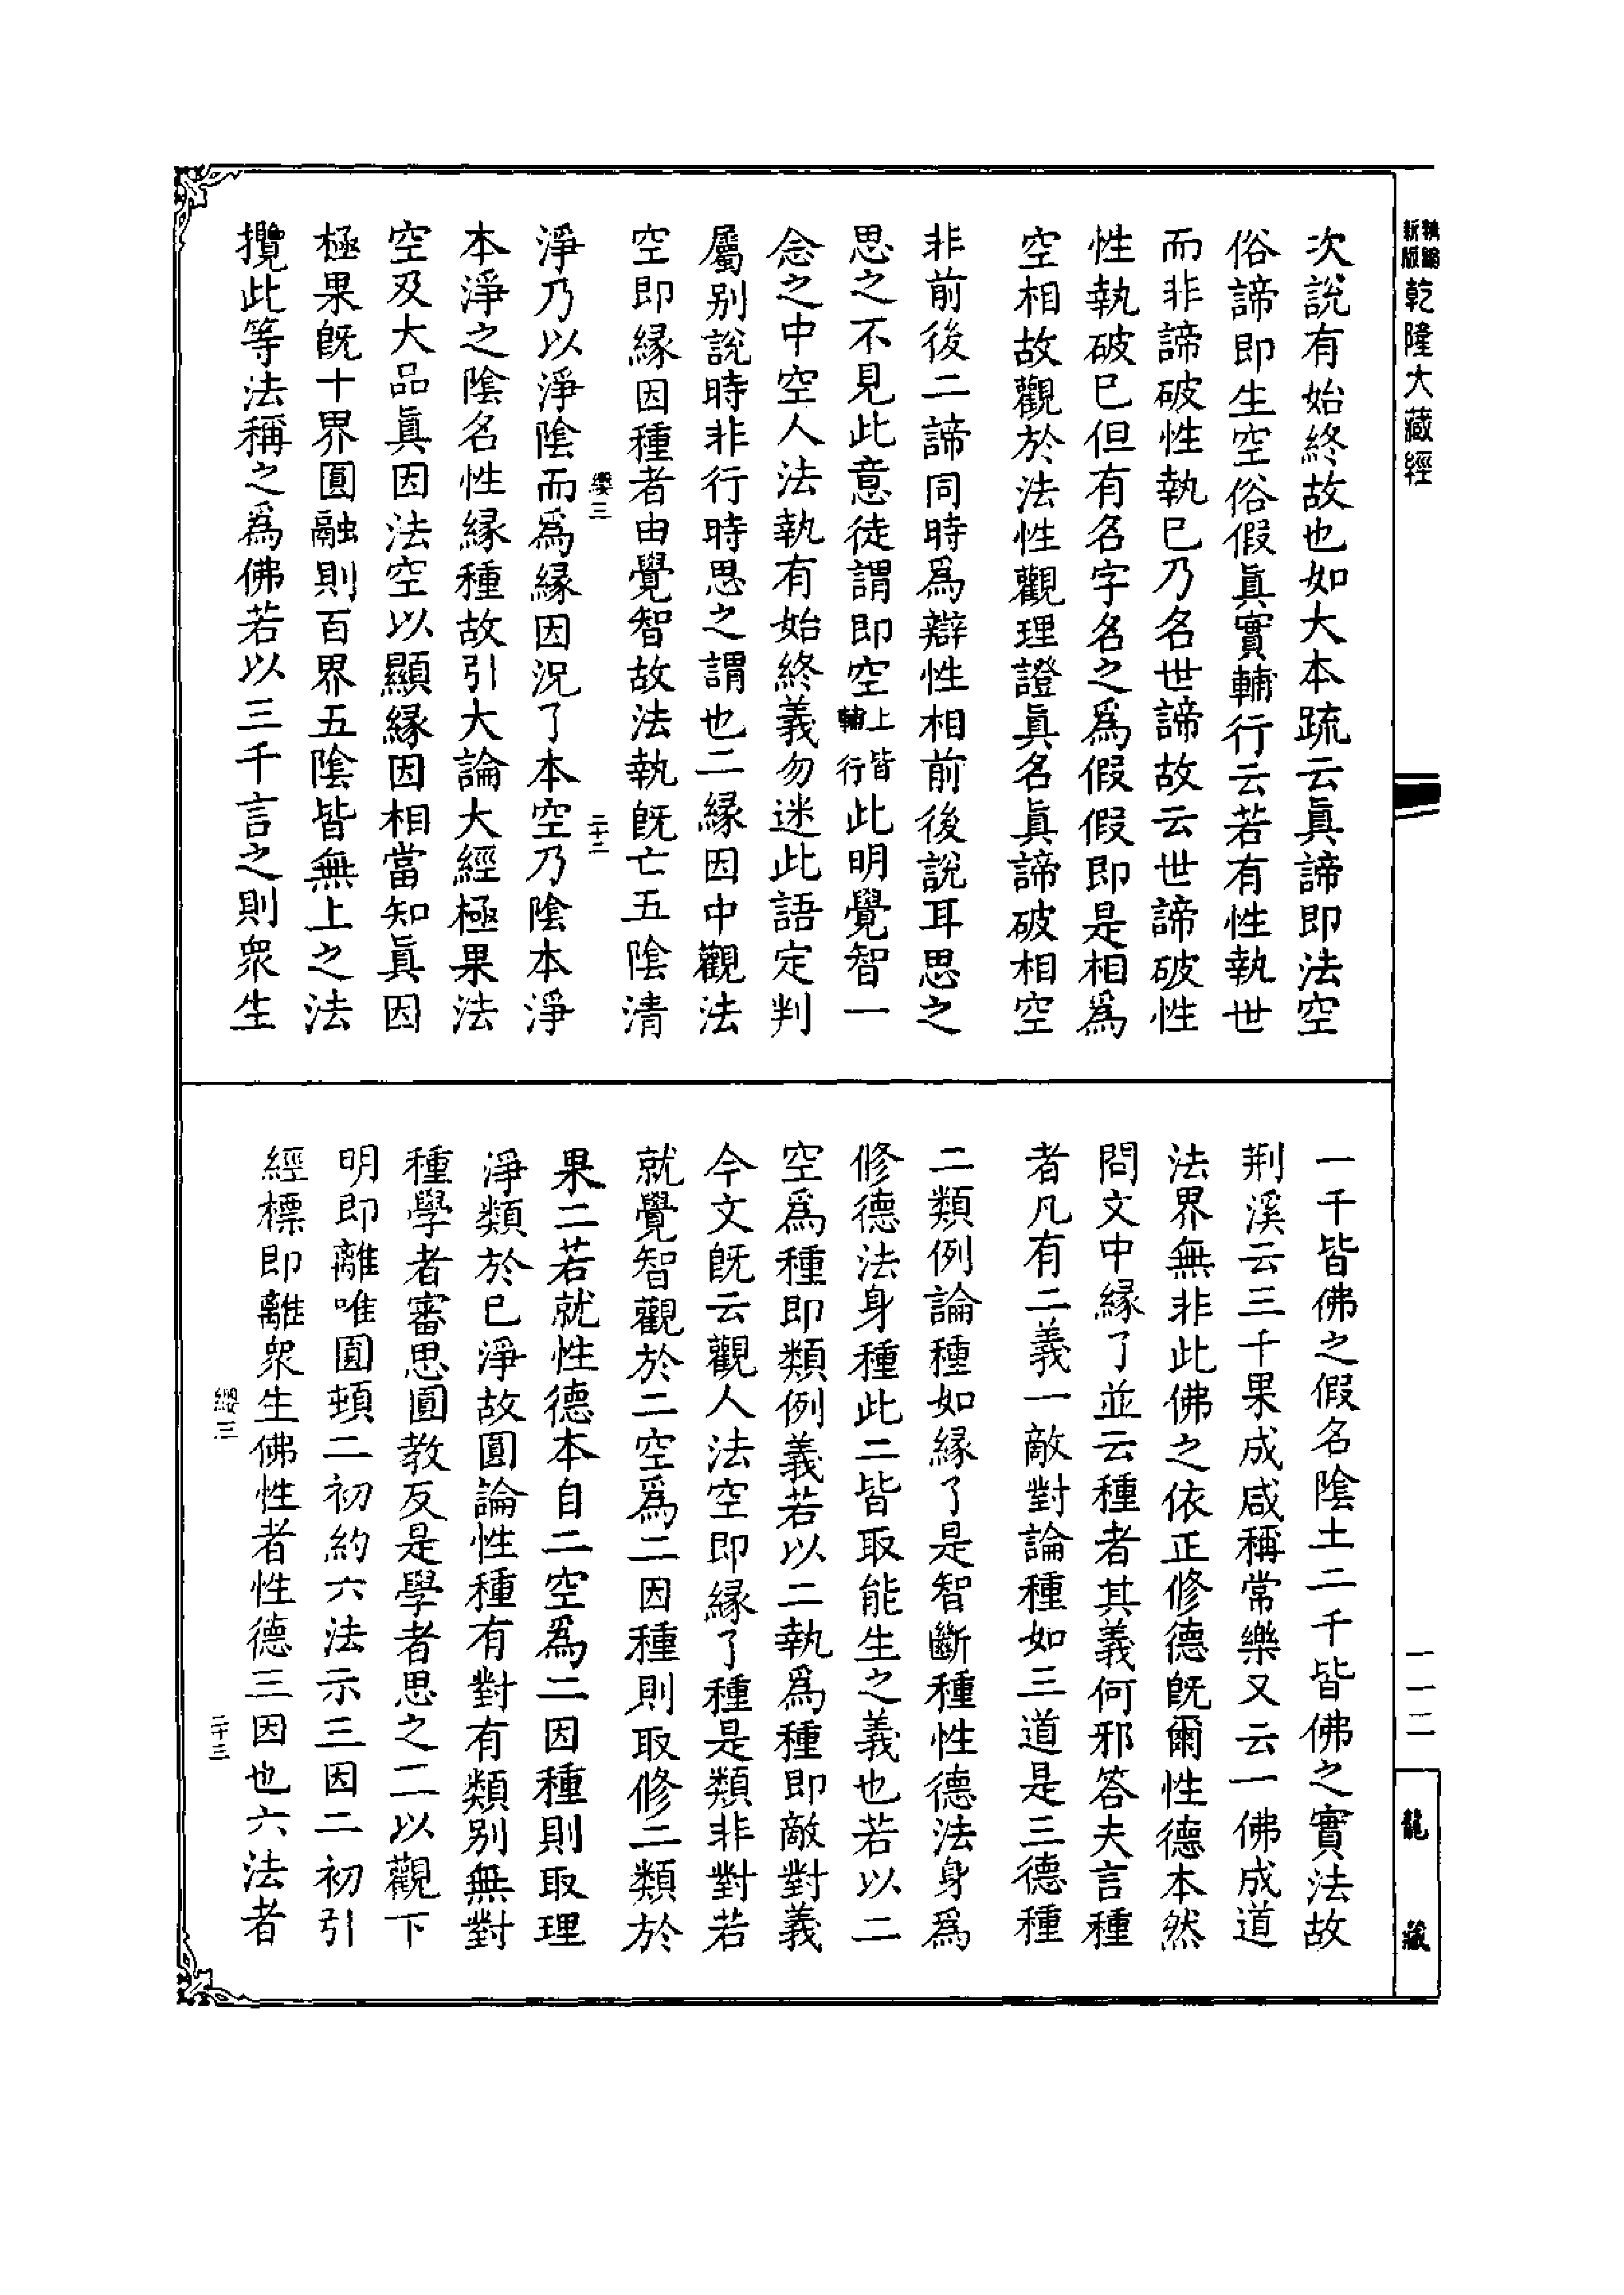 新版
乾隆大藏經
一一二
龍藏
次說有始終故也如大本疏云眞諦即法空
俗諦即生空俗假眞實輔行云若有性執世
而非諦破性執已乃名世諦故云世諦破性
性執破已但有名字名之爲假假即是相爲
空相故觀於法性觀理證眞名眞諦破相空
非前後二諦同時爲辯性相前後說耳思之
思之不見此意徒謂即空上皆輔行此明覺智一
念之中空人法執有始終義勿迷此語定判
屬別說時非行時思之謂也二緣因中觀法
空即緣因種者由覺智故法執旣亡五陰清
纓三
二十二
淨乃以淨陰而爲緣因況了本空乃陰本淨
本淨之陰名性緣種故引大論大經極果法
空及大品眞因法空以顯緣因相當知眞因
極果旣十界圓融則百界五陰皆無上之法
攬此等法稱之爲佛若以三千言之則衆生
一千皆佛之假名陰土二千皆佛之實法故
荆溪云三千果成咸稱常樂又云一佛成道
法界無非此佛之依正修德旣爾性德本然
問文中緣了並云種者其義何邪答夫言種
者凡有二義一敵對論種如三道是三德種
二類例論種如緣了是智斷種性德法身爲
修德法身種此二皆取能生之義也若以二
空爲種即類例義若以二執爲種即敵對義
今文旣云觀人法空即緣了種是類非對若
就覺智觀於二空爲二因種則取修二類於
果二若就性德本自二空爲二因種則取理
淨類於已淨故圓論性種有對有類別無對
種學者審思圓教反是學者思之二以觀下
明即離唯圓頓二初約六法示三因二初引
經標即離衆生佛性者性德三因也六法者
纓三
二十三